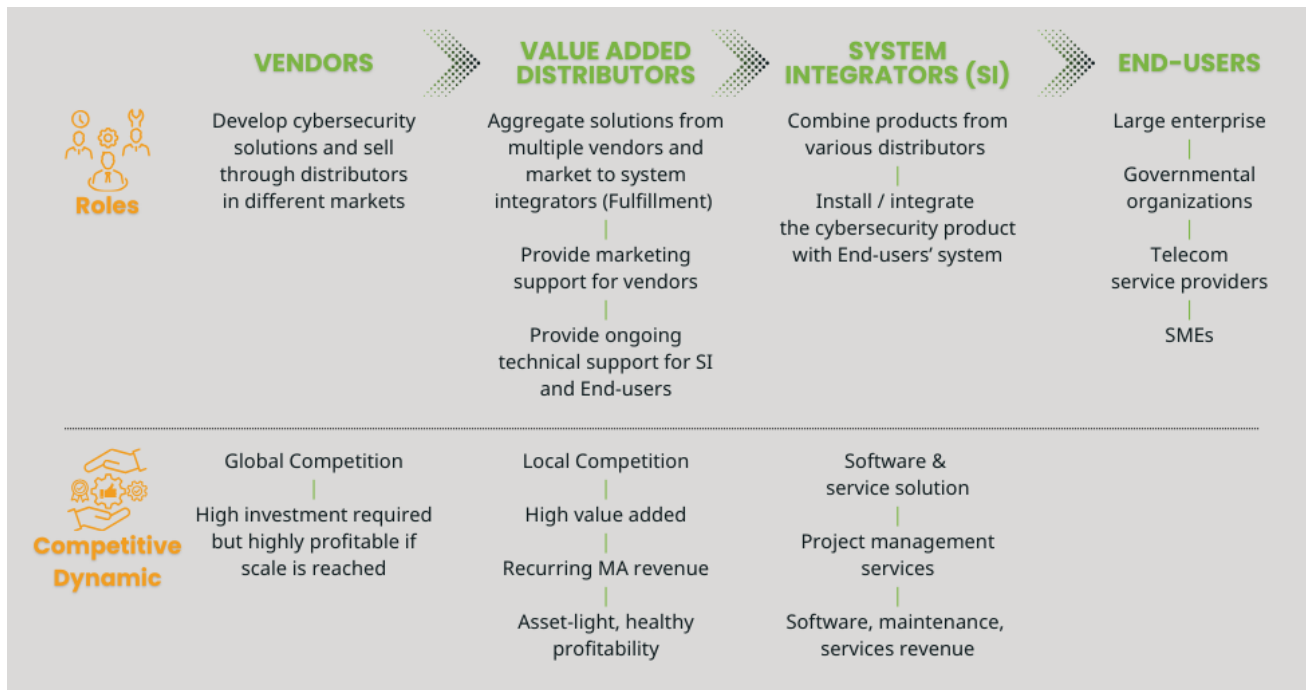 VENDORS
VALUE ADDED
DISTRIBUTORS
SYSTEM
INTEGRATORS (SI)
END-USERS
Roles
Develop cybersecurity
solutions and sell
through distributors
in different markets
Aggregate solutions from
multiple vendors and
market to system
integrators (Fulfillment)
Provide marketing
support for vendors
Provide ongoing
technical support for SI
and End-users
Combine products from
various distributors
Install / integrate
the cybersecurity product
with End-users’ system
Large enterprise
Governmental
organizations
Telecom
service providers
SMEs
Competitive
Dynamic
Global Competition
High investment required
but highly profitable if
scale is reached
Local Competition
High value added
Recurring MA revenue
Asset-light, healthy
profitability
Software &
service solution
Project management
services
Software, maintenance,
services revenue